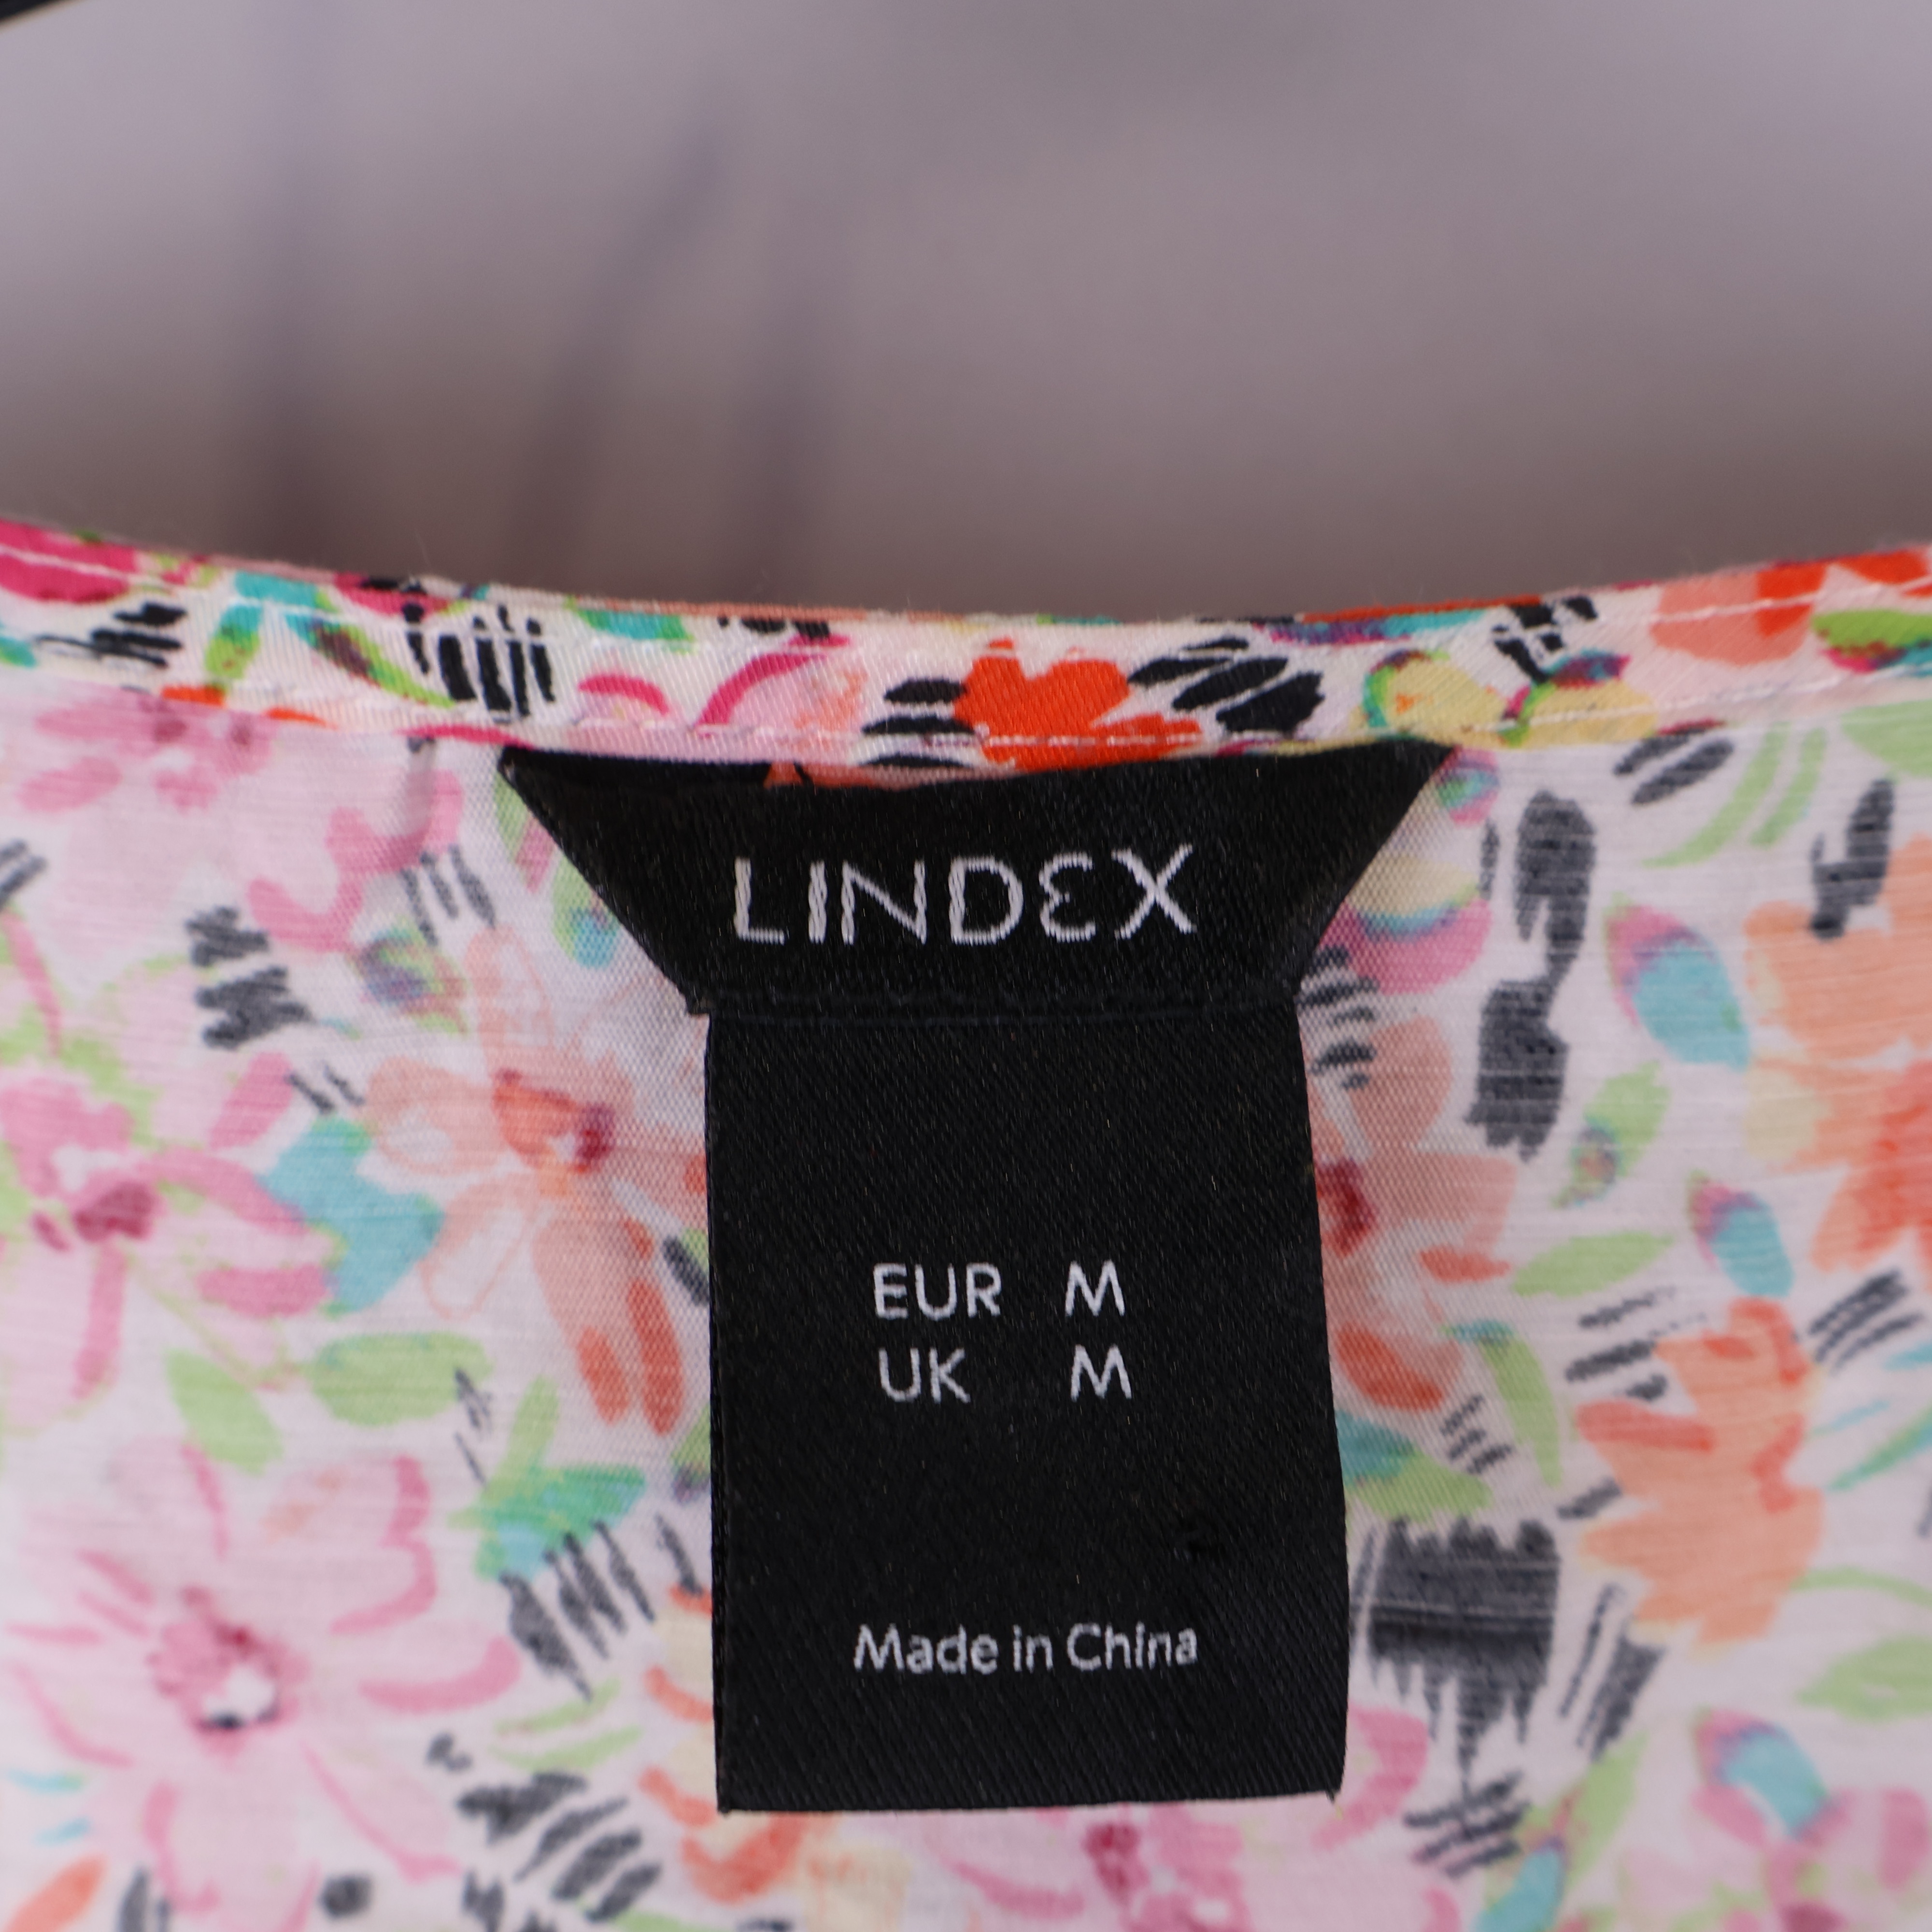 LINDEX
EUR M
UK M
Made in China